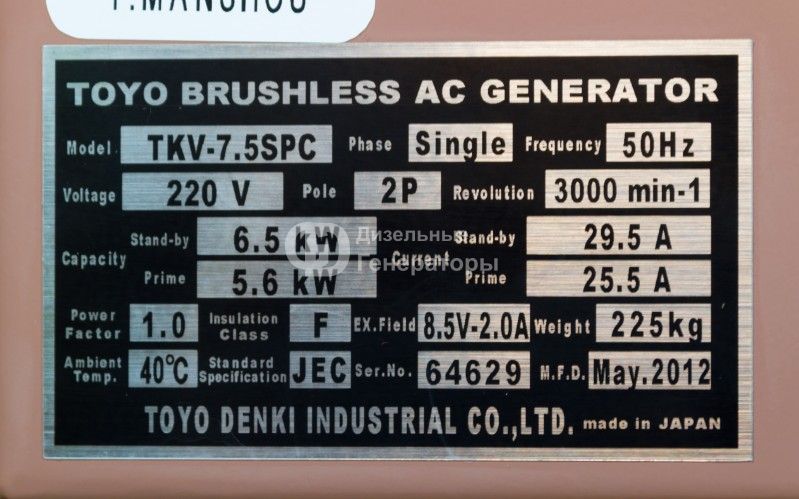 T.MANSHOU
TOYO BRUSHLESS AC GENERATOR
Model TKV-7.5SPC Phase Single Frequency 50Hz
Voltage 220 V Pole 2P Revolution 3000 min-1
Capacity Stand-by 6.5 kW Current Stand-by 29.5 A
Prime 5.6 kW Prime 25.5 A
Дизельные
Генераторы
Power Factor 1.0 Insulation Class F EX.Field 8.5V-2.0A Weight 225kg
Ambient Temp. 40℃ Standard Specification JEC Ser.No. 64629 M.F.D. May.2012
TOYO DENKI INDUSTRIAL CO.,LTD. made in JAPAN